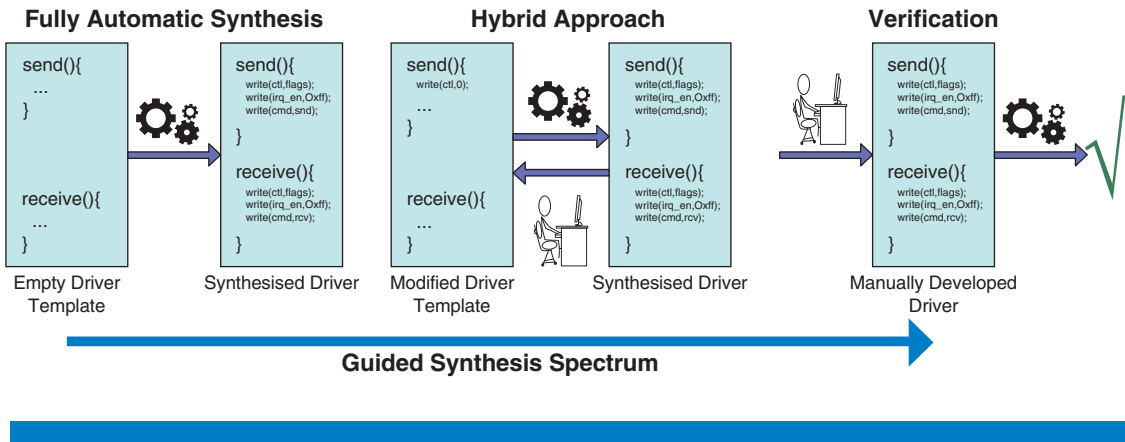 Fully Automatic Synthesis
send(){
...
}
receive(){
...
}
Empty Driver
Template
send(){
write(ctl,flags);
write(irq_en,Oxff);
write(cmd,snd);
}
receive(){
write(ctl,flags);
write(irq_en,Oxff);
write(cmd,rcv);
}
Synthesised Driver
Hybrid Approach
send(){
write(ctl,0);
...
}
receive(){
...
}
Modified Driver
Template
send(){
write(ctl,flags);
write(irq_en,Oxff);
write(cmd,snd);
}
receive(){
write(ctl,flags);
write(irq_en,Oxff);
write(cmd,rcv);
}
Synthesised Driver
Verification
send(){
write(ctl,flags);
write(irq_en,Oxff);
write(cmd,snd);
}
receive(){
write(ctl,flags);
write(irq_en,Oxff);
write(cmd,rcv);
}
Manually Developed
Driver
Guided Synthesis Spectrum